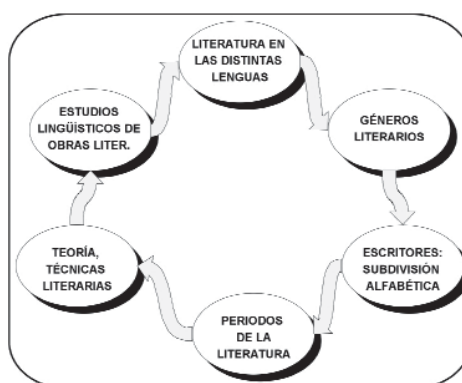 LITERATURA EN
LAS DISTINTAS
LENGUAS
GÉNEROS
LITERARIOS
ESCRITORES:
SUBDIVISIÓN
ALFABÉTICA
PERIODOS
DE LA
LITERATURA
TEORÍA,
TÉCNICAS
LITERARIAS
ESTUDIOS
LINGÜÍSTICOS DE
OBRAS LITER.